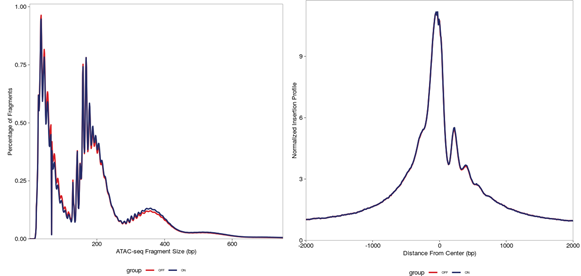 1.00
0.75
0.50
0.25
0.00
Percentage of Fragments
200
400
600
ATAC-seq Fragment Size (bp)
group OFF ON
9
6
3
0
Normalized Insertion Profile
-2000
-1000
0
1000
2000
Distance From Center (bp)
group OFF ON